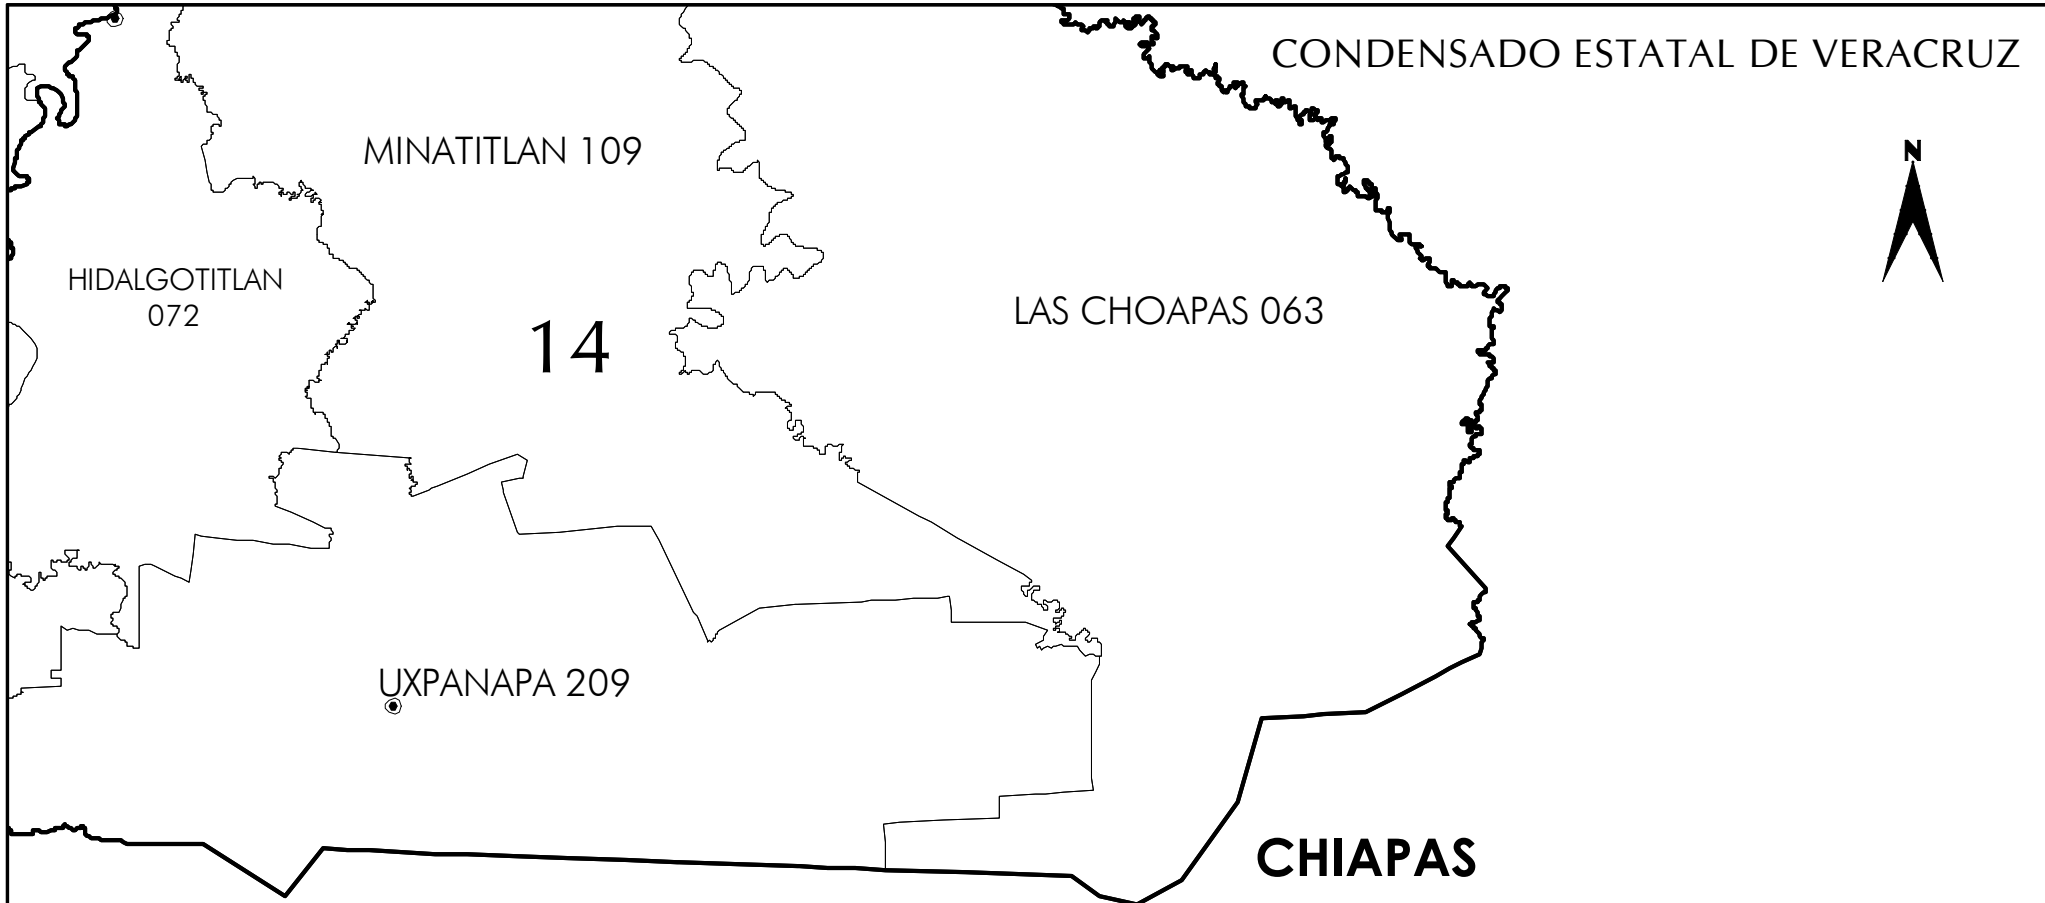 CONDENSADO ESTATAL DE VERACRUZ
N
MINATITLAN 109
HIDALGOTITLAN
072
LAS CHOAPAS 063
14
UXPANAPA 209
CHIAPAS